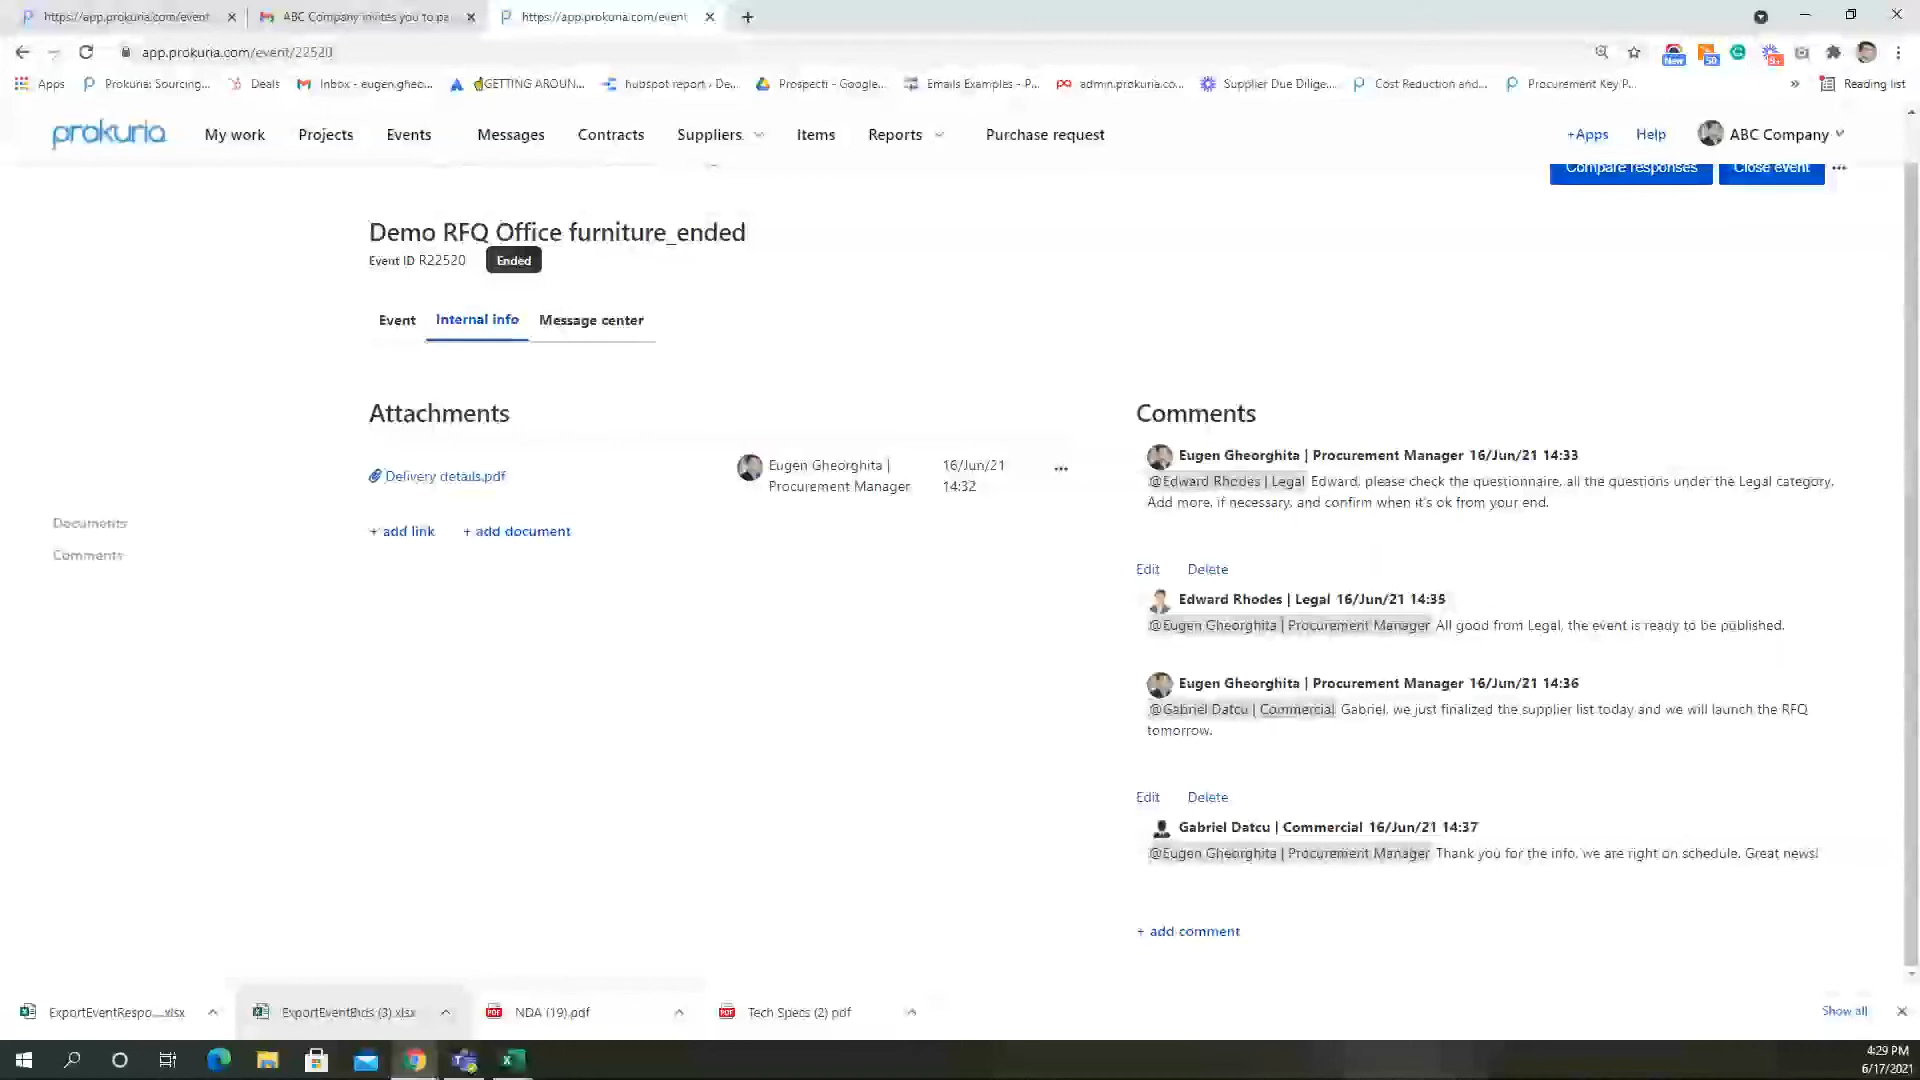 https://app.prokuria.com/event
ABC Company invites you to pa
https://app.prokuria.com/event
app.prokuria.com/event/22520
Apps
Prokuria: Sourcing...
Deals
Inbox - eugen.gheo...
GETTING AROUN...
hubspot report › De...
Prospecti - Google...
Emails Examples - P...
admin.prokuria.co...
Supplier Due Dilige...
Cost Reduction and...
Procurement Key P...
»
Reading list
New
50
9+
prokuria
My work
Projects
Events
Messages
Contracts
Suppliers
Items
Reports
Purchase request
+Apps
Help
ABC Company
Compare responses
Close event
Demo RFQ Office furniture_ended
Event ID R22520
Ended
Event
Internal info
Message center
Documents
Comments
Attachments
Delivery details.pdf
Eugen Gheorghita |
Procurement Manager
16/Jun/21
14:32
+ add link
+ add document
Comments
Eugen Gheorghita | Procurement Manager 16/Jun/21 14:33
@Edward Rhodes | Legal Edward, please check the questionnaire, all the questions under the Legal category.
Add more, if necessary, and confirm when it's ok from your end.
Edit
Delete
Edward Rhodes | Legal 16/Jun/21 14:35
@Eugen Gheorghita | Procurement Manager All good from Legal, the event is ready to be published.
Eugen Gheorghita | Procurement Manager 16/Jun/21 14:36
@Gabriel Datcu | Commercial Gabriel, we just finalized the supplier list today and we will launch the RFQ
tomorrow.
Edit
Delete
Gabriel Datcu | Commercial 16/Jun/21 14:37
@Eugen Gheorghita | Procurement Manager Thank you for the info, we are right on schedule. Great news!
+ add comment
ExportEventRespo....xlsx
ExportEventBids (3).xlsx
NDA (19).pdf
Tech Specs (2).pdf
Show all
4:29 PM
6/17/2021